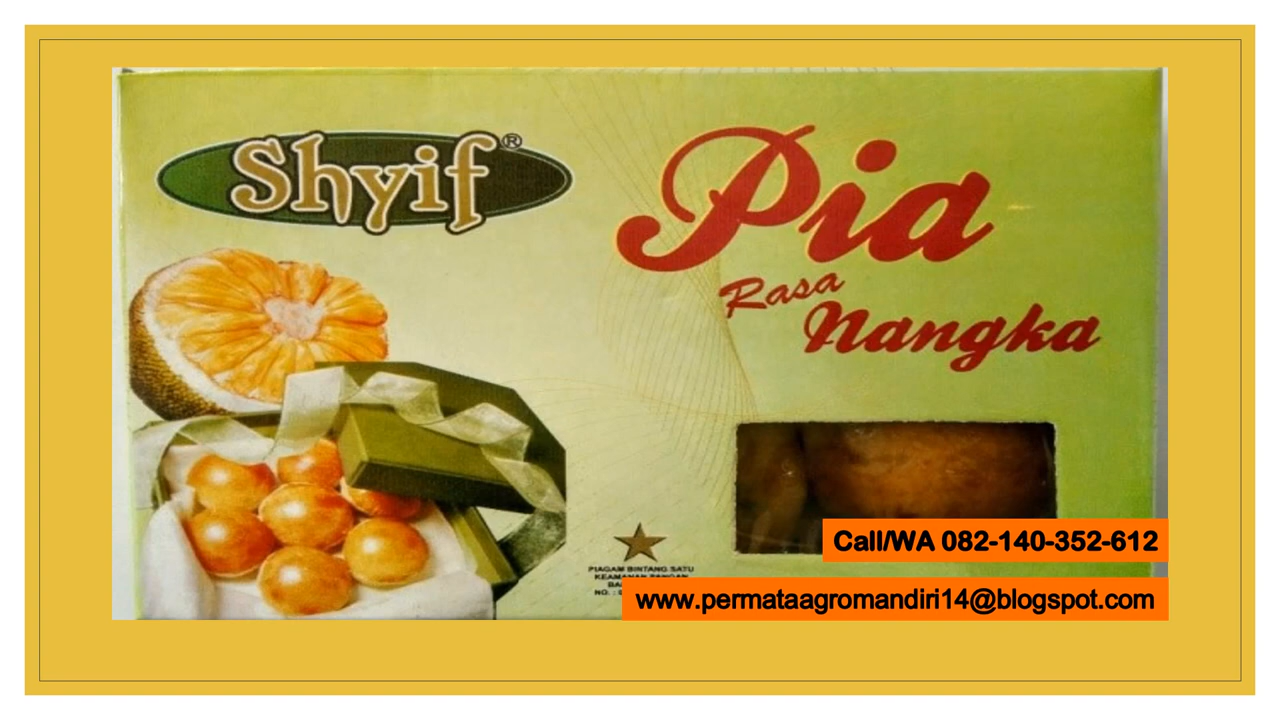 Shyif®
Pia
Rasa
Nangka
PIAGAM BINTANG SATU
KEAMANAN PANGAN
NO. :
Call/WA 082-140-352-612
www.permataagromandiri14@blogspot.com